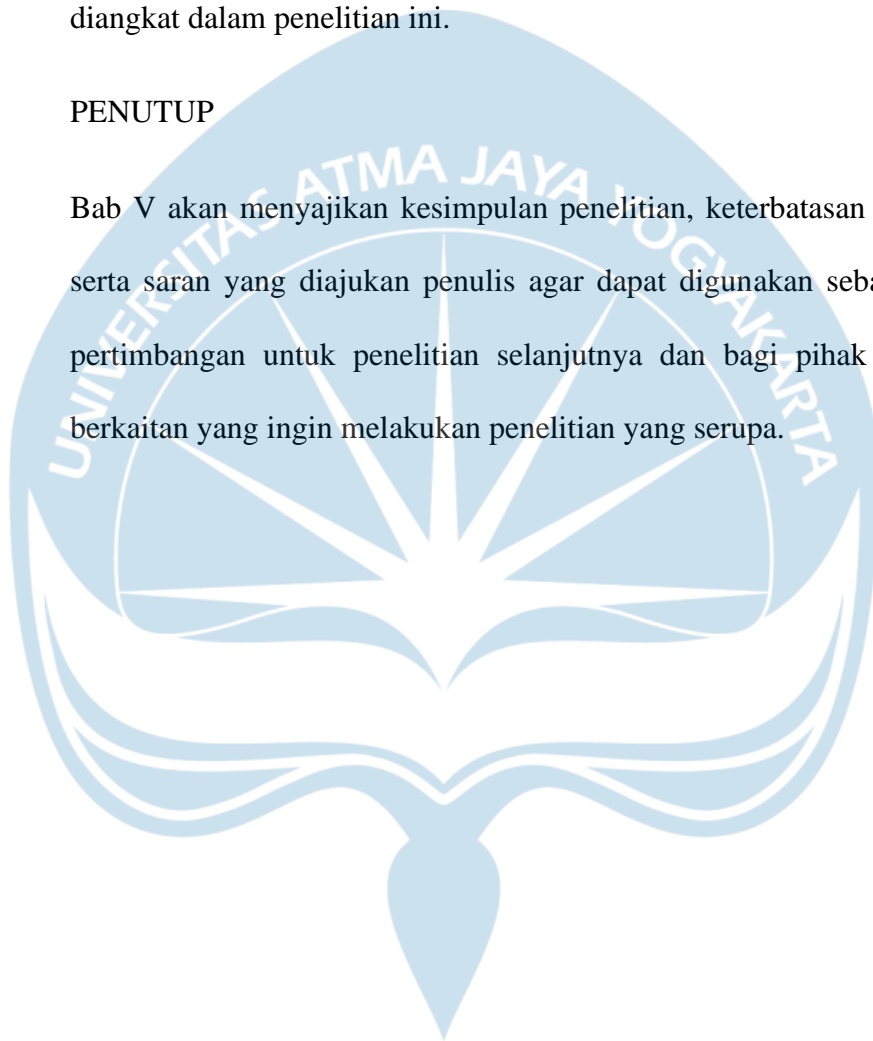 diangkat dalam penelitian ini.
PENUTUP
UNIVERSITAS ATMA JAYA YOGYAKARTA
Bab V akan menyajikan kesimpulan penelitian, keterbatasan
serta saran yang diajukan penulis agar dapat digunakan seba
pertimbangan untuk penelitian selanjutnya dan bagi pihak
berkaitan yang ingin melakukan penelitian yang serupa.